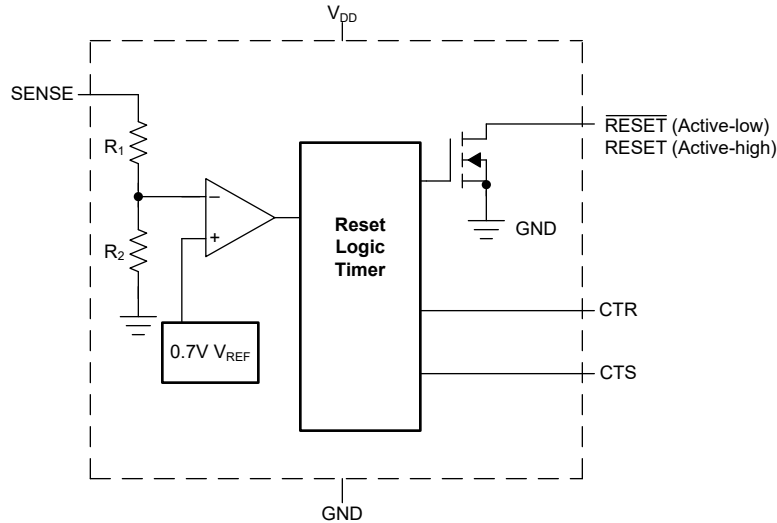 V_DD
SENSE
R₁
R₂
−
+
0.7V V_REF
Reset
Logic
Timer
R̅E̅S̅E̅T̅ (Active-low)
RESET (Active-high)
GND
CTR
CTS
GND